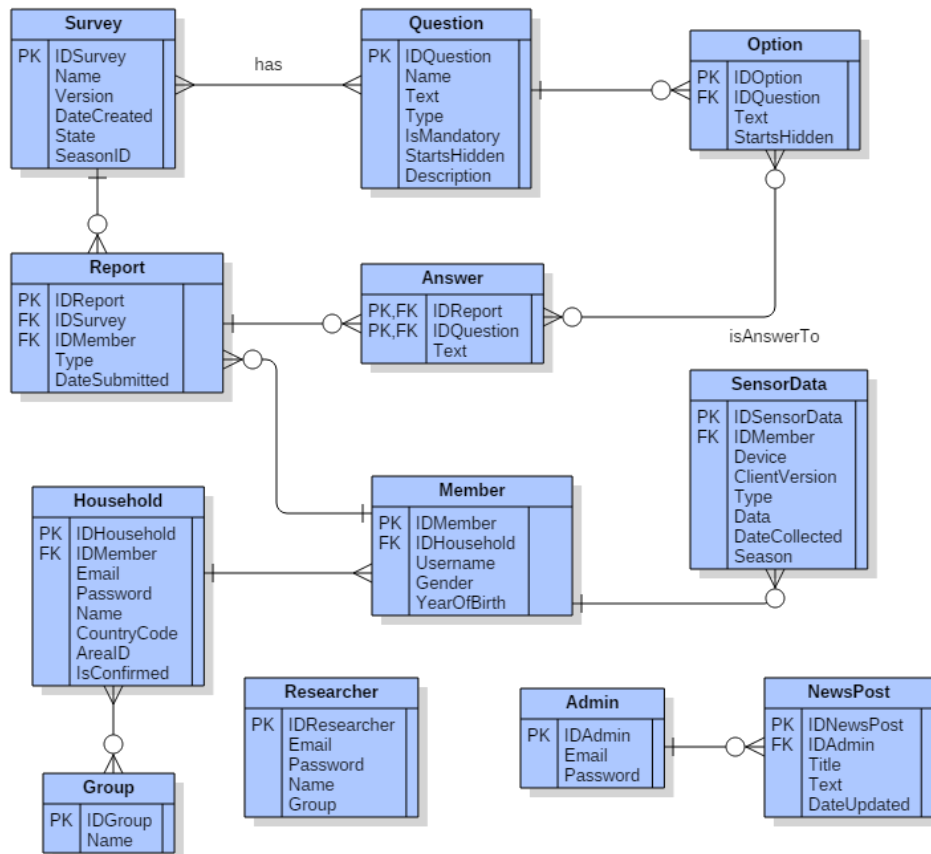 Survey
PK IDSurvey
Name
Version
DateCreated
State
SeasonID
has
Question
PK IDQuestion
Name
Text
Type
IsMandatory
StartsHidden
Description
Option
PK IDOption
FK IDQuestion
Text
StartsHidden
Report
PK IDReport
FK IDSurvey
FK IDMember
Type
DateSubmitted
Answer
PK,FK IDReport
PK,FK IDQuestion
Text
isAnswerTo
SensorData
PK IDSensorData
FK IDMember
Device
ClientVersion
Type
Data
DateCollected
Season
Household
PK IDHousehold
FK IDMember
Email
Password
Name
CountryCode
AreaID
IsConfirmed
Member
PK IDMember
FK IDHousehold
Username
Gender
YearOfBirth
Researcher
PK IDResearcher
Email
Password
Name
Group
Admin
PK IDAdmin
Email
Password
NewsPost
PK IDNewsPost
FK IDAdmin
Title
Text
DateUpdated
Group
PK IDGroup
Name